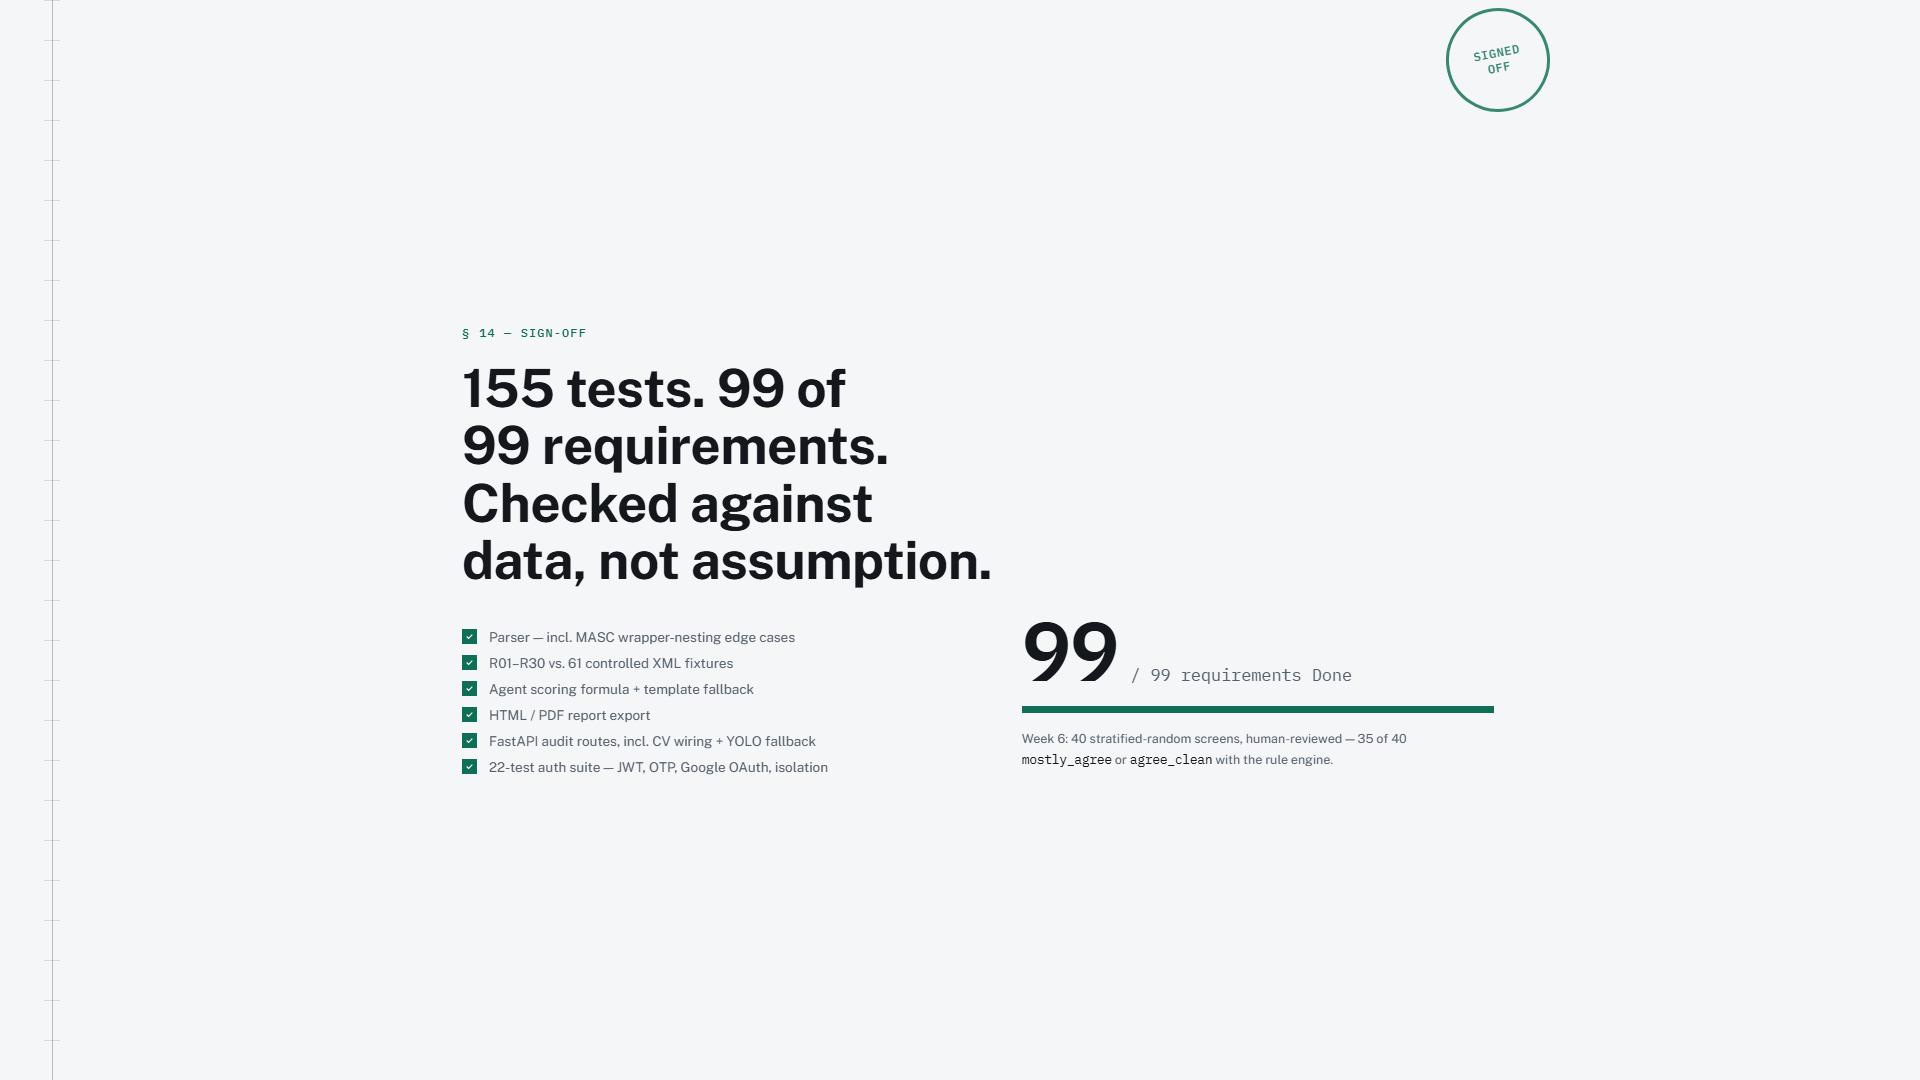 SIGNED
OFF
§ 14 — SIGN-OFF
155 tests. 99 of
99 requirements.
Checked against
data, not assumption.
Parser — incl. MASC wrapper-nesting edge cases
R01–R30 vs. 61 controlled XML fixtures
Agent scoring formula + template fallback
HTML / PDF report export
FastAPI audit routes, incl. CV wiring + YOLO fallback
22-test auth suite — JWT, OTP, Google OAuth, isolation
99 / 99 requirements Done
Week 6: 40 stratified-random screens, human-reviewed — 35 of 40
mostly_agree or agree_clean with the rule engine.